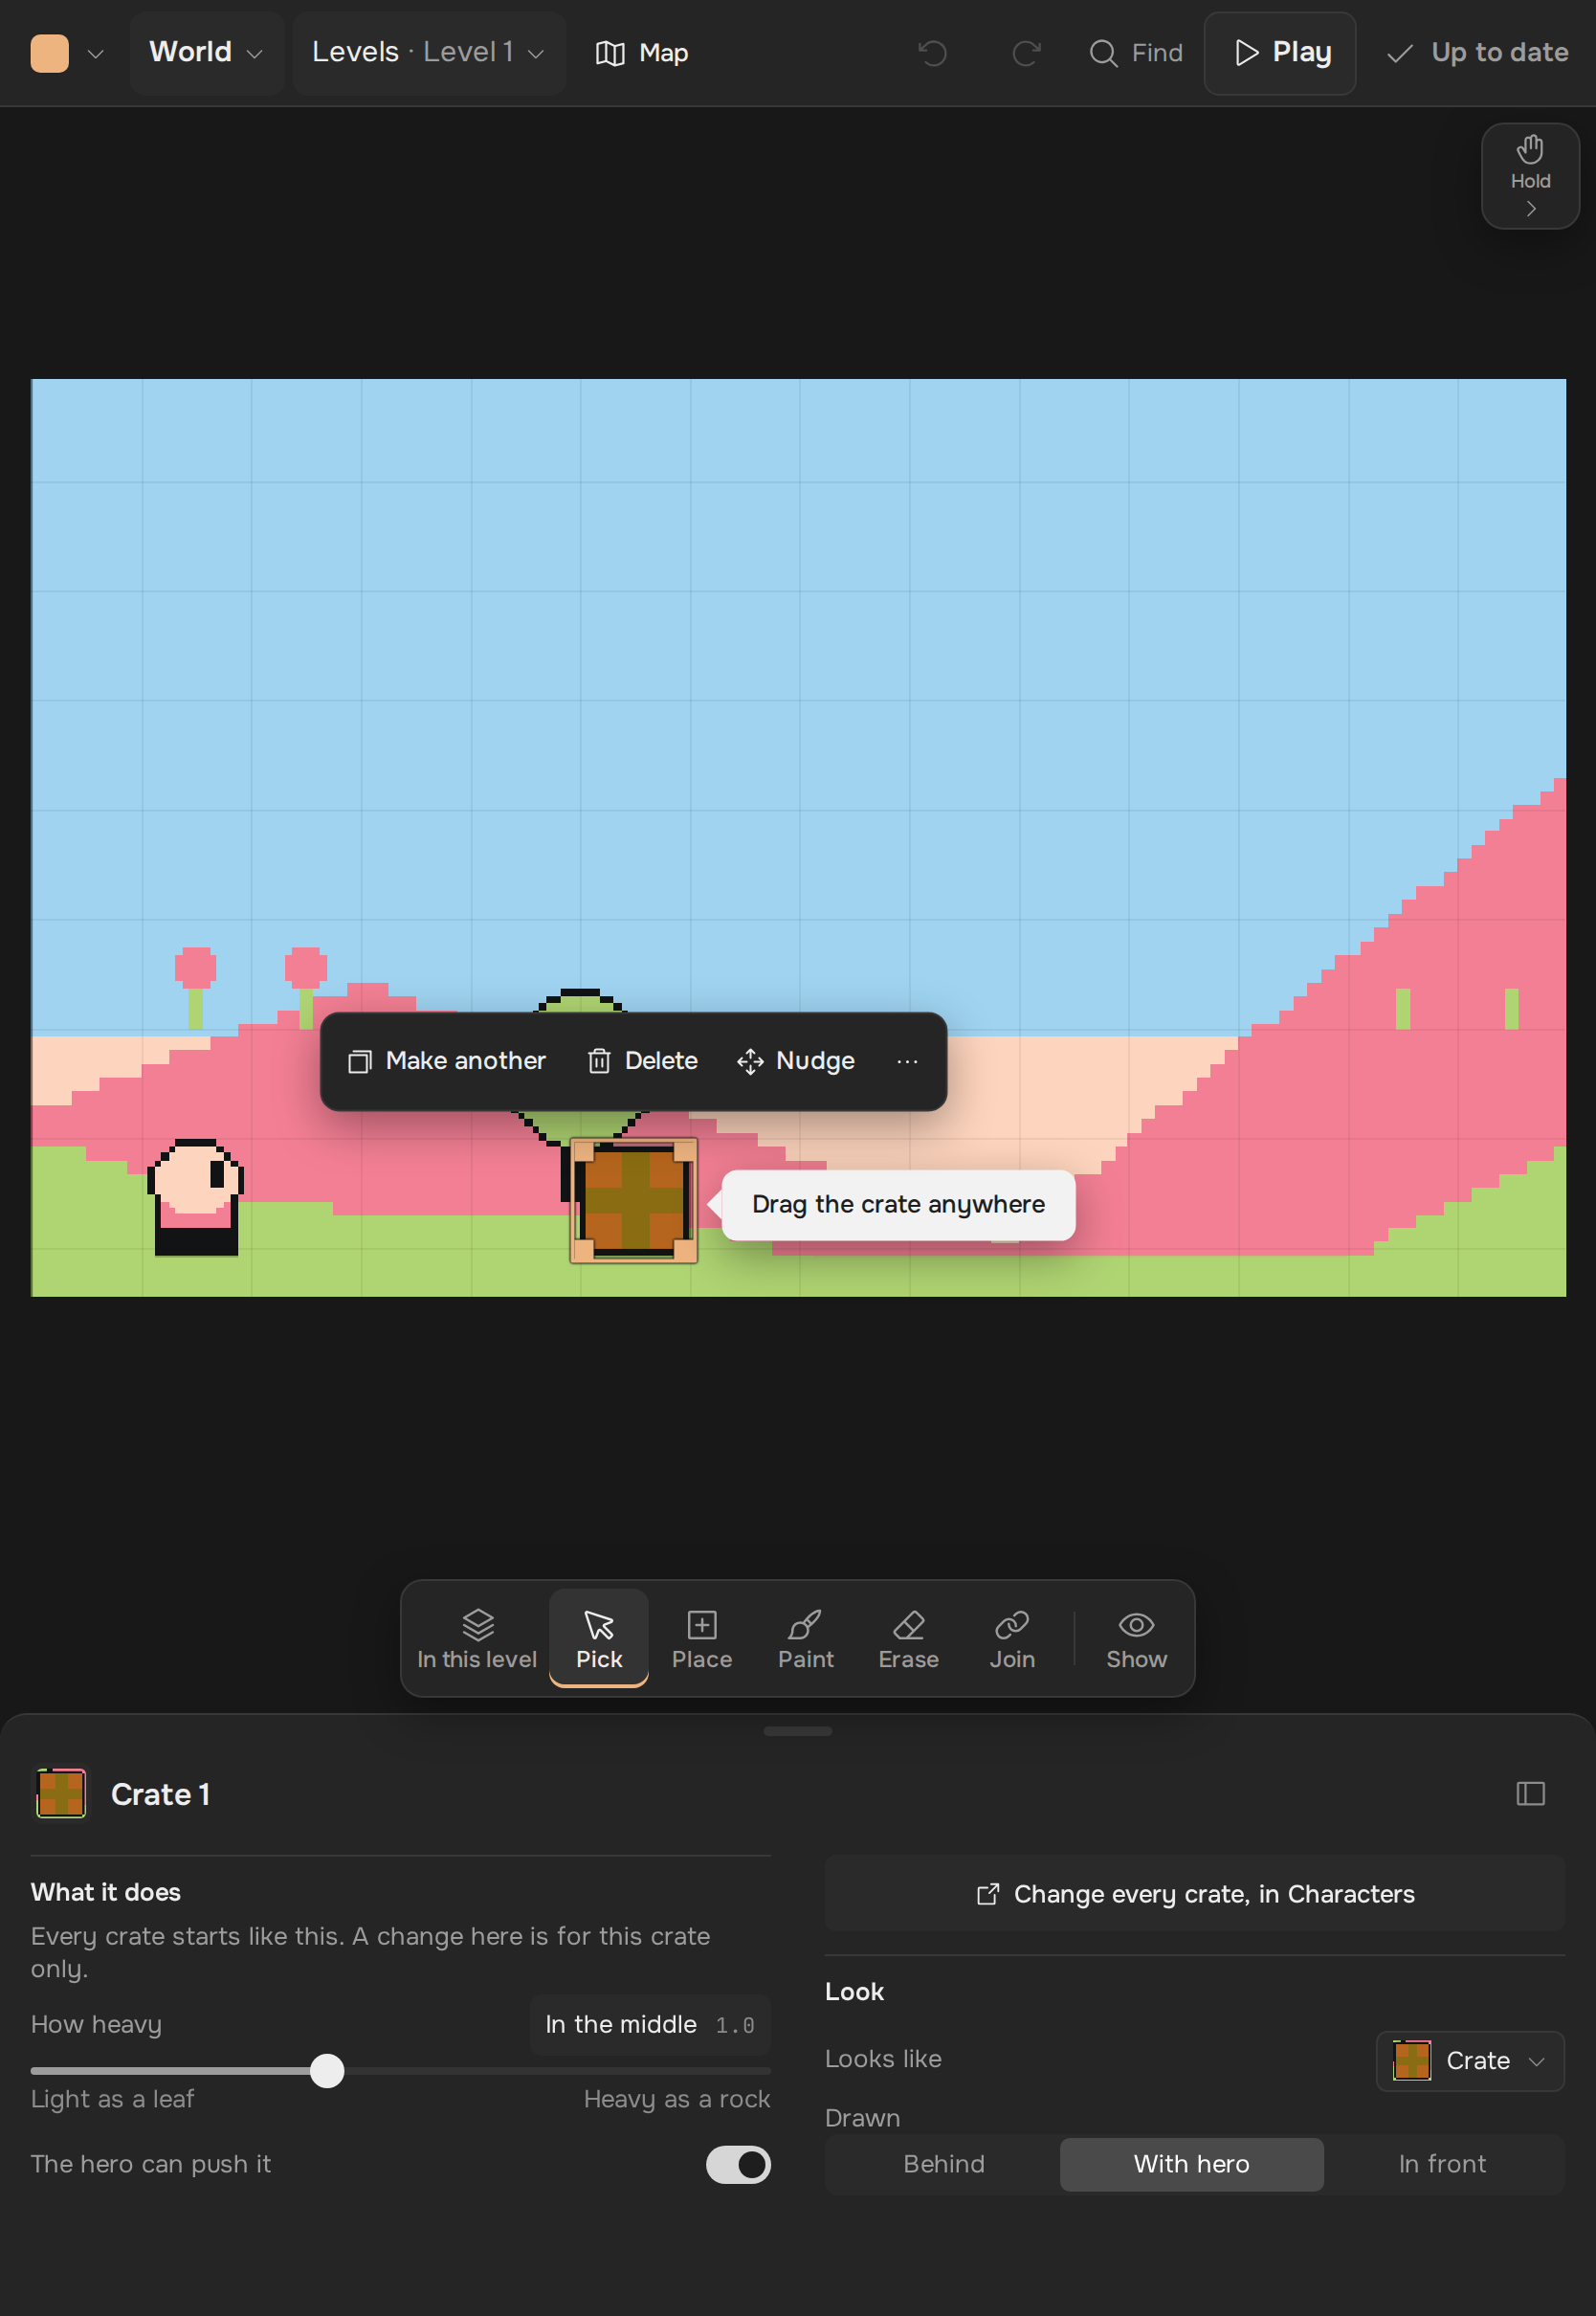 World
Levels · Level 1
Map
Find
Play
Up to date
Hold
Make another
Delete
Nudge
Drag the crate anywhere
In this level
Pick
Place
Paint
Erase
Join
Show
Crate 1
What it does
Every crate starts like this. A change here is for this crate
only.
How heavy
In the middle 1.0
Light as a leaf
Heavy as a rock
The hero can push it
Change every crate, in Characters
Look
Looks like
Crate
Drawn
Behind
With hero
In front